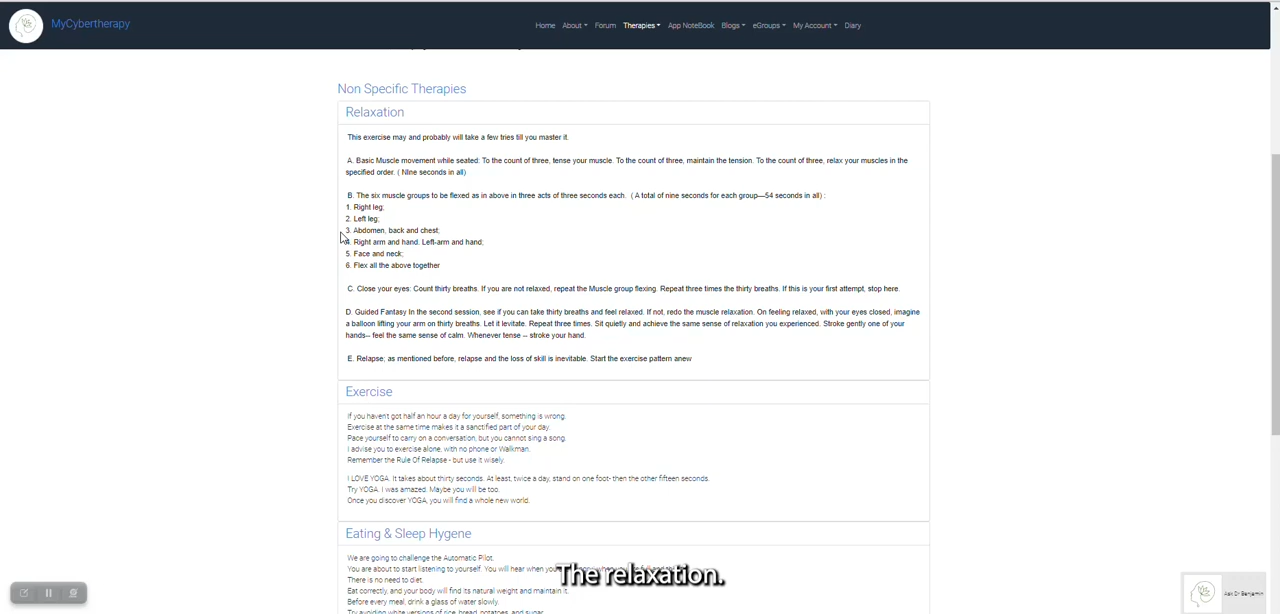 MyCybertherapy
Home About Forum Therapies App NoteBook Blogs eGroups My Account Diary
Non Specific Therapies
Relaxation
This exercise may and probably will take a few tries till you master it.
A. Basic Muscle movement while seated: To the count of three, tense your muscle. To the count of three, maintain the tension. To the count of three, relax your muscles in the
specified order. ( NIne seconds in all)
B. The six muscle groups to be flexed as in above in three acts of three seconds each. ( A total of nine seconds for each group—54 seconds in all) :
1. Right leg;
2. Left leg;
3. Abdomen, back and chest;
4. Right arm and hand. Left-arm and hand;
5. Face and neck;
6. Flex all the above together
C. Close your eyes: Count thirty breaths. If you are not relaxed, repeat the Muscle group flexing. Repeat three times the thirty breaths. If this is your first attempt, stop here.
D. Guided Fantasy In the second session, see if you can take thirty breaths and feel relaxed. If not, redo the muscle relaxation. On feeling relaxed, with your eyes closed, imagine
a balloon lifting your arm on thirty breaths. Let it levitate. Repeat three times. Sit quietly and achieve the same sense of relaxation you experienced. Stroke gently one of your
hands-- feel the same sense of calm. Whenever tense -- stroke your hand.
E. Relapse; as mentioned before, relapse and the loss of skill is inevitable. Start the exercise pattern anew
Exercise
If you haven't got half an hour a day for yourself, something is wrong.
Exercise at the same time makes it a sanctified part of your day.
Pace yourself to carry on a conversation, but you cannot sing a song.
I advise you to exercise alone, with no phone or Walkman.
Remember the Rule Of Relapse - but use it wisely.
I LOVE YOGA. It takes about thirty seconds. At least, twice a day, stand on one foot- then the other fifteen seconds.
Try YOGA. I was amazed. Maybe you will be too.
Once you discover YOGA, you will find a whole new world.
Eating & Sleep Hygene
We are going to challenge the Automatic Pilot.
You are about to start listening to yourself. You will hear when you
There is no need to diet.
Eat correctly, and your body will find its natural weight and maintain it.
Before every meal, drink a glass of water slowly.
Try avoiding white versions of rice, bread, potatoes, and sugar.
The relaxation.
Ask Dr Benjamin